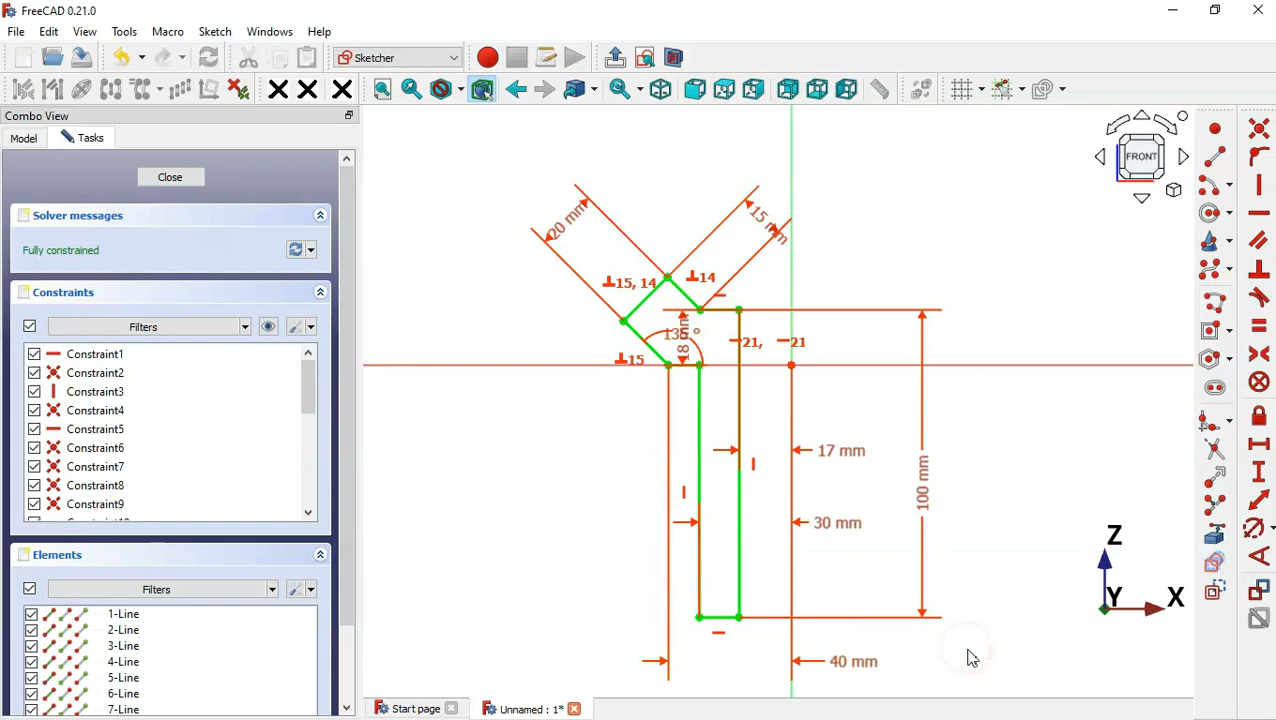 FreeCAD 0.21.0
File Edit View Tools Macro Sketch Windows Help
Sketcher
Combo View
Model Tasks
Close
Solver messages
Fully constrained
Constraints
Filters
Constraint1
Constraint2
Constraint3
Constraint4
Constraint5
Constraint6
Constraint7
Constraint8
Constraint9
Elements
Filters
1-Line
2-Line
3-Line
4-Line
5-Line
6-Line
7-Line
FRONT
20 mm
15 mm
15, 14
14
135 °
18 mm
21,
21
15
17 mm
100 mm
30 mm
40 mm
Z
Y
X
Start page
Unnamed : 1*